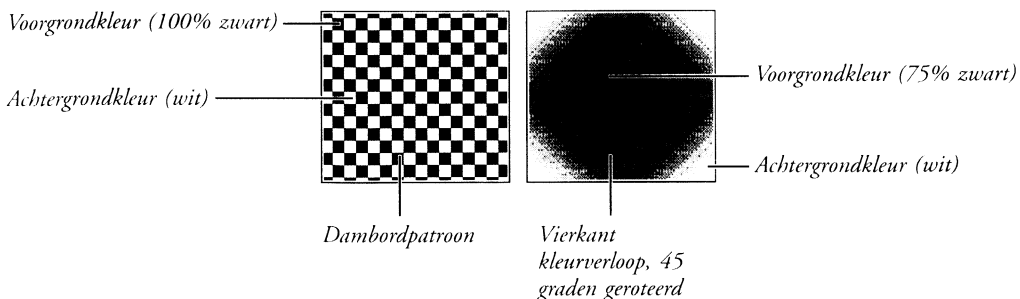 Voorgrondkleur (100% zwart)
Achtergrondkleur (wit)
Dambordpatroon
Voorgrondkleur (75% zwart)
Achtergrondkleur (wit)
Vierkant
kleurverloop, 45
graden geroteerd